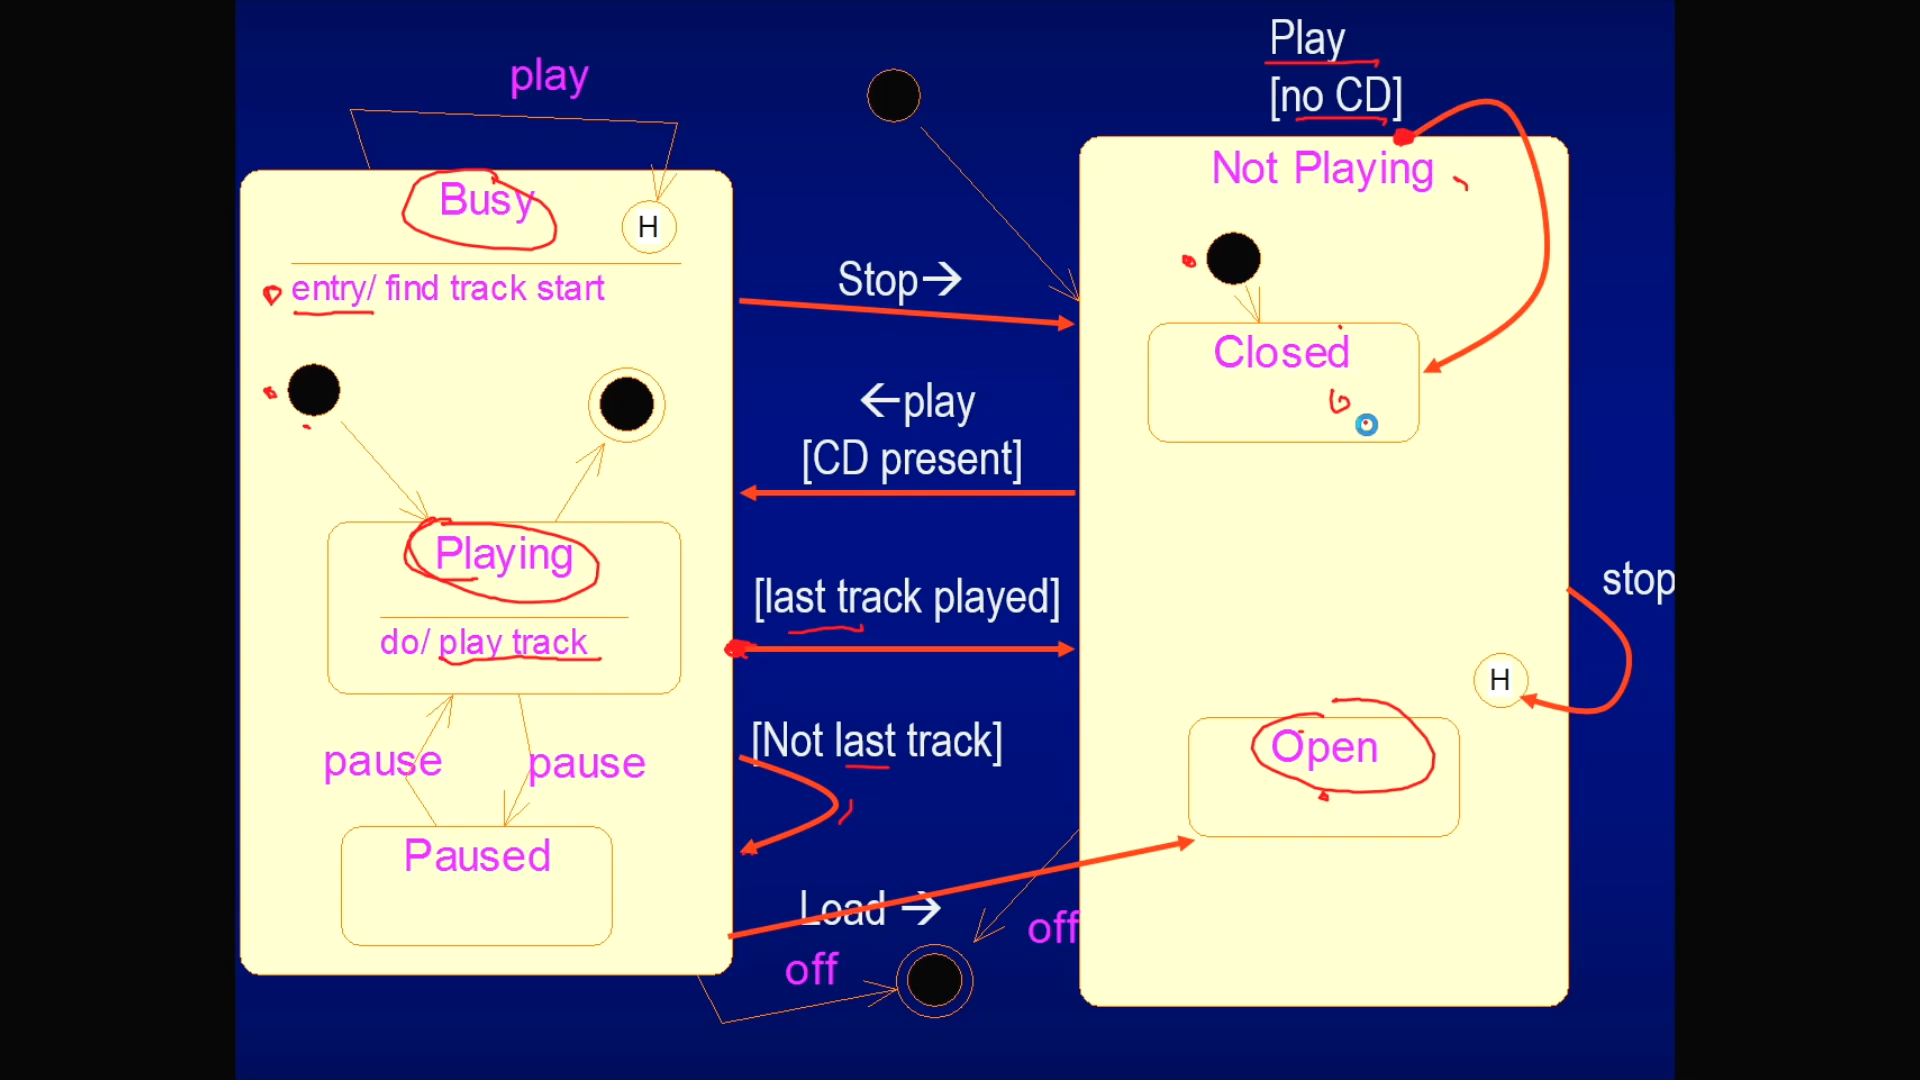 play
Busy
H
entry/ find track start
Playing
do/ play track
pause
pause
Paused
Stop→
←play
[CD present]
[last track played]
[Not last track]
Load →
off
off
Play
[no CD]
Not Playing
Closed
stop
H
Open